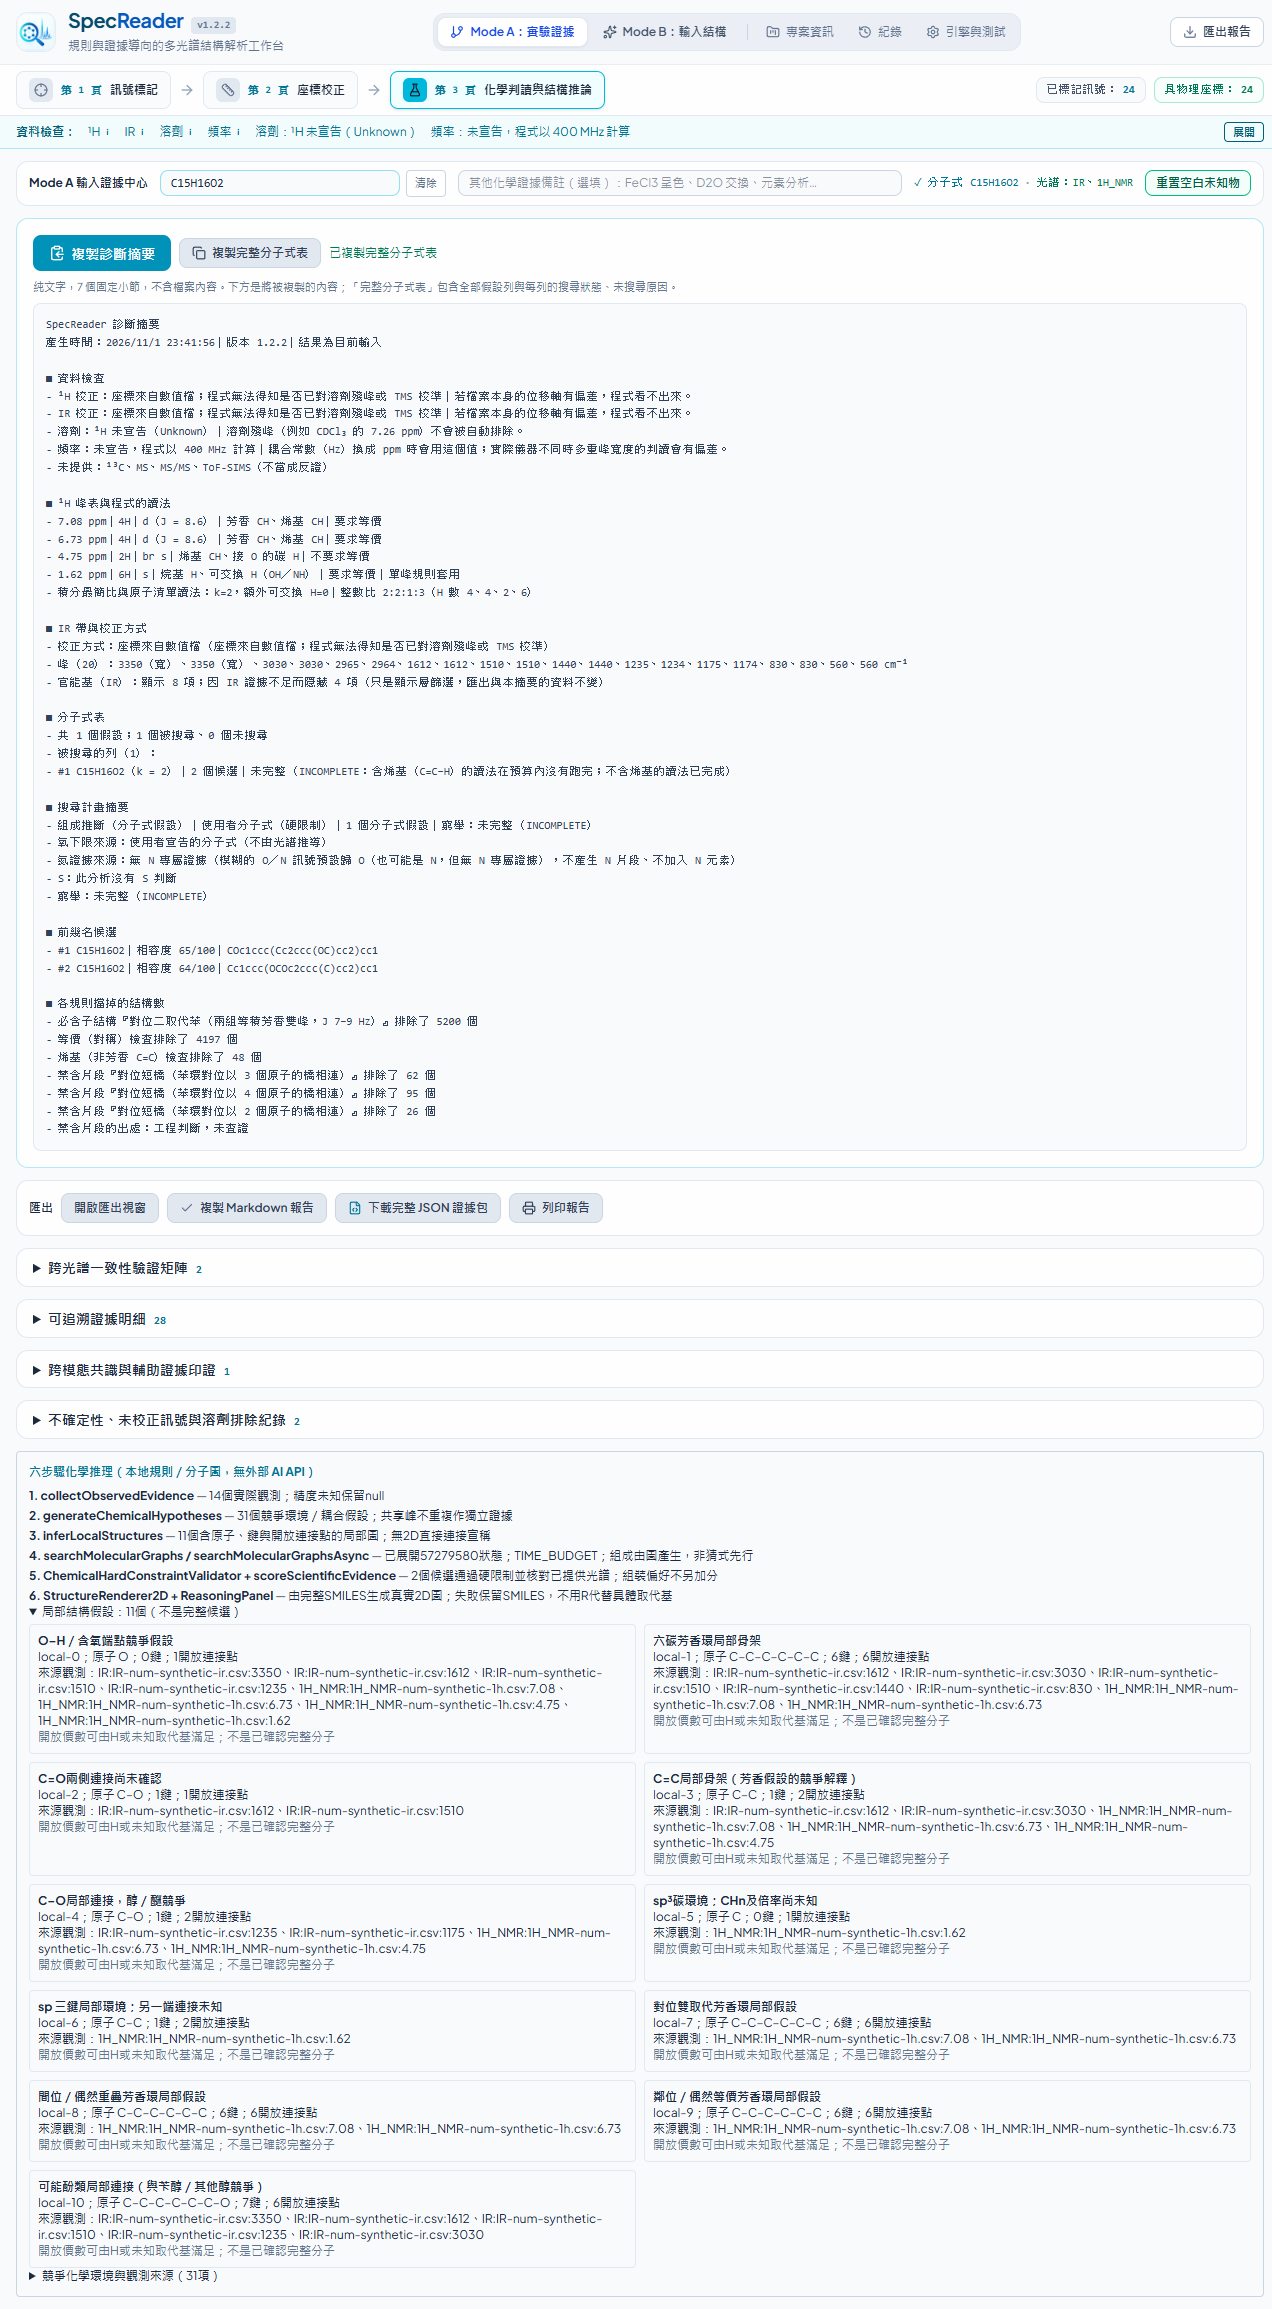 SpecReader v1.2.2
規則與證據導向的多光譜結構解析工作台
Mode A：實驗證據
Mode B：輸入結構
專案資訊
紀錄
引擎與測試
匯出報告
第 1 頁 訊號標記
→
第 2 頁 座標校正
→
第 3 頁 化學判讀與結構推論
已標記訊號： 24
具物理座標： 24
資料檢查： ¹H i IR i 溶劑 i 頻率 i 溶劑：¹H 未宣告（Unknown） 頻率：未宣告，程式以 400 MHz 計算
展開
Mode A 輸入證據中心
C15H16O2
清除
其他化學證據備註（選填）：FeCl3 呈色、D2O 交換、元素分析…
✓ 分子式 C15H16O2 · 光譜：IR、1H_NMR
重置空白未知物
複製診斷摘要
複製完整分子式表
已複製完整分子式表
純文字，7 個固定小節，不含檔案內容。下方是將被複製的內容；「完整分子式表」包含全部假設列與每列的搜尋狀態、未搜尋原因。
SpecReader 診斷摘要
產生時間：2026/11/1 23:41:56｜版本 1.2.2｜結果為目前輸入
■ 資料檢查
- ¹H 校正：座標來自數值檔；程式無法得知是否已對溶劑殘峰或 TMS 校準｜若檔案本身的位移軸有偏差，程式看不出來。
- IR 校正：座標來自數值檔；程式無法得知是否已對溶劑殘峰或 TMS 校準｜若檔案本身的位移軸有偏差，程式看不出來。
- 溶劑：¹H 未宣告（Unknown）｜溶劑殘峰（例如 CDCl₃ 的 7.26 ppm）不會被自動排除。
- 頻率：未宣告，程式以 400 MHz 計算｜耦合常數（Hz）換成 ppm 時會用這個值；實際儀器不同時多重峰寬度的判讀會有偏差。
- 未提供：¹³C、MS、MS/MS、ToF-SIMS（不當成反證）
■ ¹H 峰表與程式的讀法
- 7.08 ppm｜4H｜d（J = 8.6）｜芳香 CH、烯基 CH｜要求等價
- 6.73 ppm｜4H｜d（J = 8.6）｜芳香 CH、烯基 CH｜要求等價
- 4.75 ppm｜2H｜br s｜烯基 CH、接 O 的碳 H｜不要求等價
- 1.62 ppm｜6H｜s｜烷基 H、可交換 H（OH／NH）｜要求等價｜單峰規則套用
- 積分最簡比與原子清單讀法：k=2，額外可交換 H=0｜整數比 2:2:1:3（H 數 4、4、2、6）
■ IR 帶與校正方式
- 校正方式：座標來自數值檔（座標來自數值檔；程式無法得知是否已對溶劑殘峰或 TMS 校準）
- 峰（20）：3350（寬）、3350（寬）、3030、3030、2965、2964、1612、1612、1510、1510、1440、1440、1235、1234、1175、1174、830、830、560、560 cm⁻¹
- 官能基（IR）：顯示 8 項；因 IR 證據不足而隱藏 4 項（只是顯示層篩選，匯出與本摘要的資料不變）
■ 分子式表
- 共 1 個假設；1 個被搜尋、0 個未搜尋
- 被搜尋的列（1）：
- #1 C15H16O2（k = 2）｜2 個候選｜未完整（INCOMPLETE：含烯基（C=C-H）的讀法在預算內沒有跑完；不含烯基的讀法已完成）
■ 搜尋計畫摘要
- 組成推斷（分子式假設）｜使用者分子式（硬限制）｜1 個分子式假設｜窮舉：未完整（INCOMPLETE）
- 氧下限來源：使用者宣告的分子式（不由光譜推導）
- 氮證據來源：無 N 專屬證據（模糊的 O／N 訊號預設歸 O（也可能是 N，但無 N 專屬證據），不產生 N 片段、不加入 N 元素）
- S：此分析沒有 S 判斷
- 窮舉：未完整（INCOMPLETE）
■ 前幾名候選
- #1 C15H16O2｜相容度 65/100｜COc1ccc(Cc2ccc(OC)cc2)cc1
- #2 C15H16O2｜相容度 64/100｜Cc1ccc(OCOc2ccc(C)cc2)cc1
■ 各規則擋掉的結構數
- 必含子結構『對位二取代苯（兩組等積芳香雙峰，J 7-9 Hz）』排除了 5200 個
- 等價（對稱）檢查排除了 4197 個
- 烯基（非芳香 C=C）檢查排除了 48 個
- 禁含片段『對位短橋（苯環對位以 3 個原子的橋相連）』排除了 62 個
- 禁含片段『對位短橋（苯環對位以 4 個原子的橋相連）』排除了 95 個
- 禁含片段『對位短橋（苯環對位以 2 個原子的橋相連）』排除了 26 個
- 禁含片段的出處：工程判斷，未查證
匯出
開啟匯出視窗
複製 Markdown 報告
下載完整 JSON 證據包
列印報告
▶ 跨光譜一致性驗證矩陣 2
▶ 可追溯證據明細 28
▶ 跨模態共識與輔助證據印證 1
▶ 不確定性、未校正訊號與溶劑排除紀錄 2
六步驟化學推理（本地規則 / 分子圖，無外部 AI API）
1. collectObservedEvidence — 14個實際觀測；精度未知保留null
2. generateChemicalHypotheses — 31個競爭環境 / 耦合假設；共享峰不重複作獨立證據
3. inferLocalStructures — 11個含原子、鍵與開放連接點的局部圖；無2D直接連接宣稱
4. searchMolecularGraphs / searchMolecularGraphsAsync — 已展開57279580狀態；TIME_BUDGET；組成由圖產生，非猜式先行
5. ChemicalHardConstraintValidator + scoreScientificEvidence — 2個候選通過硬限制並核對已提供光譜；組裝偏好不另加分
6. StructureRenderer2D + ReasoningPanel — 由完整SMILES生成真實2D圖；失敗保留SMILES，不用R代替具體取代基
▼ 局部結構假設：11個（不是完整候選）
O–H / 含氧端點競爭假設
local-0；原子 O；0鍵；1開放連接點
來源觀測：IR:IR-num-synthetic-ir.csv:3350、IR:IR-num-synthetic-ir.csv:1612、IR:IR-num-synthetic-
ir.csv:1510、IR:IR-num-synthetic-ir.csv:1235、1H_NMR:1H_NMR-num-synthetic-1h.csv:7.08、
1H_NMR:1H_NMR-num-synthetic-1h.csv:6.73、1H_NMR:1H_NMR-num-synthetic-1h.csv:4.75、
1H_NMR:1H_NMR-num-synthetic-1h.csv:1.62
開放價數可由H或未知取代基滿足；不是已確認完整分子
六碳芳香環局部骨架
local-1；原子 C-C-C-C-C-C；6鍵；6開放連接點
來源觀測：IR:IR-num-synthetic-ir.csv:1612、IR:IR-num-synthetic-ir.csv:3030、IR:IR-num-synthetic-
ir.csv:1510、IR:IR-num-synthetic-ir.csv:1440、IR:IR-num-synthetic-ir.csv:830、1H_NMR:1H_NMR-num-
synthetic-1h.csv:7.08、1H_NMR:1H_NMR-num-synthetic-1h.csv:6.73
開放價數可由H或未知取代基滿足；不是已確認完整分子
C=O兩側連接尚未確認
local-2；原子 C-O；1鍵；1開放連接點
來源觀測：IR:IR-num-synthetic-ir.csv:1612、IR:IR-num-synthetic-ir.csv:1510
開放價數可由H或未知取代基滿足；不是已確認完整分子
C=C局部骨架（芳香假設的競爭解釋）
local-3；原子 C-C；1鍵；2開放連接點
來源觀測：IR:IR-num-synthetic-ir.csv:1612、IR:IR-num-synthetic-ir.csv:3030、1H_NMR:1H_NMR-num-
synthetic-1h.csv:7.08、1H_NMR:1H_NMR-num-synthetic-1h.csv:6.73、1H_NMR:1H_NMR-num-
synthetic-1h.csv:4.75
開放價數可由H或未知取代基滿足；不是已確認完整分子
C–O局部連接，醇 / 醚競爭
local-4；原子 C-O；1鍵；2開放連接點
來源觀測：IR:IR-num-synthetic-ir.csv:1235、IR:IR-num-synthetic-ir.csv:1175、1H_NMR:1H_NMR-num-
synthetic-1h.csv:6.73、1H_NMR:1H_NMR-num-synthetic-1h.csv:4.75
開放價數可由H或未知取代基滿足；不是已確認完整分子
sp³碳環境；CHn及倍率尚未知
local-5；原子 C；0鍵；1開放連接點
來源觀測：1H_NMR:1H_NMR-num-synthetic-1h.csv:1.62
開放價數可由H或未知取代基滿足；不是已確認完整分子
sp 三鍵局部環境；另一端連接未知
local-6；原子 C-C；1鍵；2開放連接點
來源觀測：1H_NMR:1H_NMR-num-synthetic-1h.csv:1.62
開放價數可由H或未知取代基滿足；不是已確認完整分子
對位雙取代芳香環局部假設
local-7；原子 C-C-C-C-C-C；6鍵；6開放連接點
來源觀測：1H_NMR:1H_NMR-num-synthetic-1h.csv:7.08、1H_NMR:1H_NMR-num-synthetic-1h.csv:6.73
開放價數可由H或未知取代基滿足；不是已確認完整分子
間位 / 偶然重疊芳香環局部假設
local-8；原子 C-C-C-C-C-C；6鍵；6開放連接點
來源觀測：1H_NMR:1H_NMR-num-synthetic-1h.csv:7.08、1H_NMR:1H_NMR-num-synthetic-1h.csv:6.73
開放價數可由H或未知取代基滿足；不是已確認完整分子
鄰位 / 偶然等價芳香環局部假設
local-9；原子 C-C-C-C-C-C；6鍵；6開放連接點
來源觀測：1H_NMR:1H_NMR-num-synthetic-1h.csv:7.08、1H_NMR:1H_NMR-num-synthetic-1h.csv:6.73
開放價數可由H或未知取代基滿足；不是已確認完整分子
可能酚類局部連接（與苄醇 / 其他醇競爭）
local-10；原子 C-C-C-C-C-C-O；7鍵；6開放連接點
來源觀測：IR:IR-num-synthetic-ir.csv:3350、IR:IR-num-synthetic-ir.csv:1612、IR:IR-num-synthetic-
ir.csv:1510、IR:IR-num-synthetic-ir.csv:1235、IR:IR-num-synthetic-ir.csv:3030
開放價數可由H或未知取代基滿足；不是已確認完整分子
▶ 競爭化學環境與觀測來源（31項）